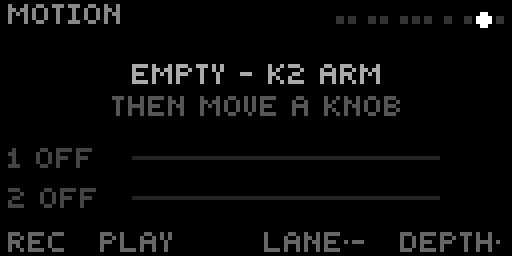 MOTION
EMPTY - K2 ARM
THEN MOVE A KNOB
1 OFF
2 OFF
REC PLAY LANE·- DEPTH·